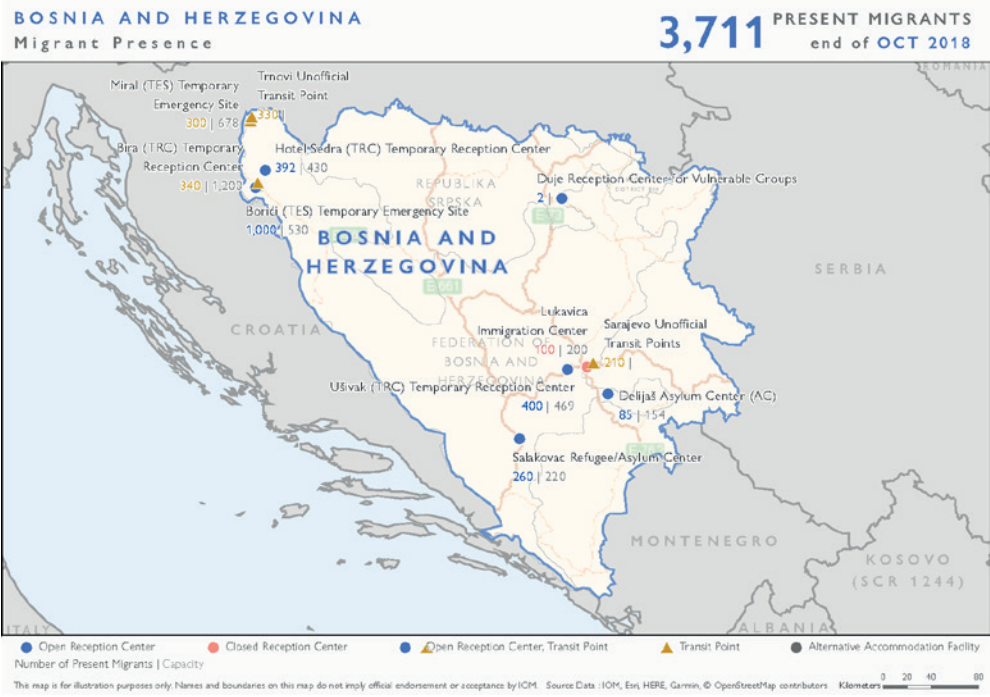 BOSNIA AND HERZEGOVINA
Migrant Presence
3,711 PRESENT MIGRANTS
end of OCT 2018
ROMANIA
Miral (TES) Temporary
Emergency Site
300 | 678
Trnovi Unofficial
Transit Point
330 |
Bira (TRC) Temporary
Reception Center
340 | 1,200
Hotel Sedra (TRC) Temporary Reception Center
392 | 430
REPUBLIKA
SRPSKA
Duje Reception Center for Vulnerable Groups
2 |
Borići (TES) Temporary Emergency Site
1,000 | 530
BOSNIA AND
HERZEGOVINA
E 661
SERBIA
CROATIA
Lukavica
Immigration Center
100 | 200
Sarajevo Unofficial
Transit Points
210 |
FEDERATION OF
BOSNIA AND
HERZEGOVINA
Ušivak (TRC) Temporary Reception Center
400 | 469
Delijaš Asylum Center (AC)
85 | 154
Salakovac Refugee/Asylum Center
260 | 220
MONTENEGRO
KOSOVO
(SCR 1244)
ITALY
ALBANIA
Open Reception Center
Closed Reception Center
Open Reception Center, Transit Point
Transit Point
Alternative Accommodation Facility
Number of Present Migrants | Capacity
The map is for illustration purposes only. Names and boundaries on this map do not imply official endorsement or acceptance by IOM. Source Data : IOM, Esri, HERE, Garmin, © OpenStreetMap contributors
Kilometers 0 20 40 80